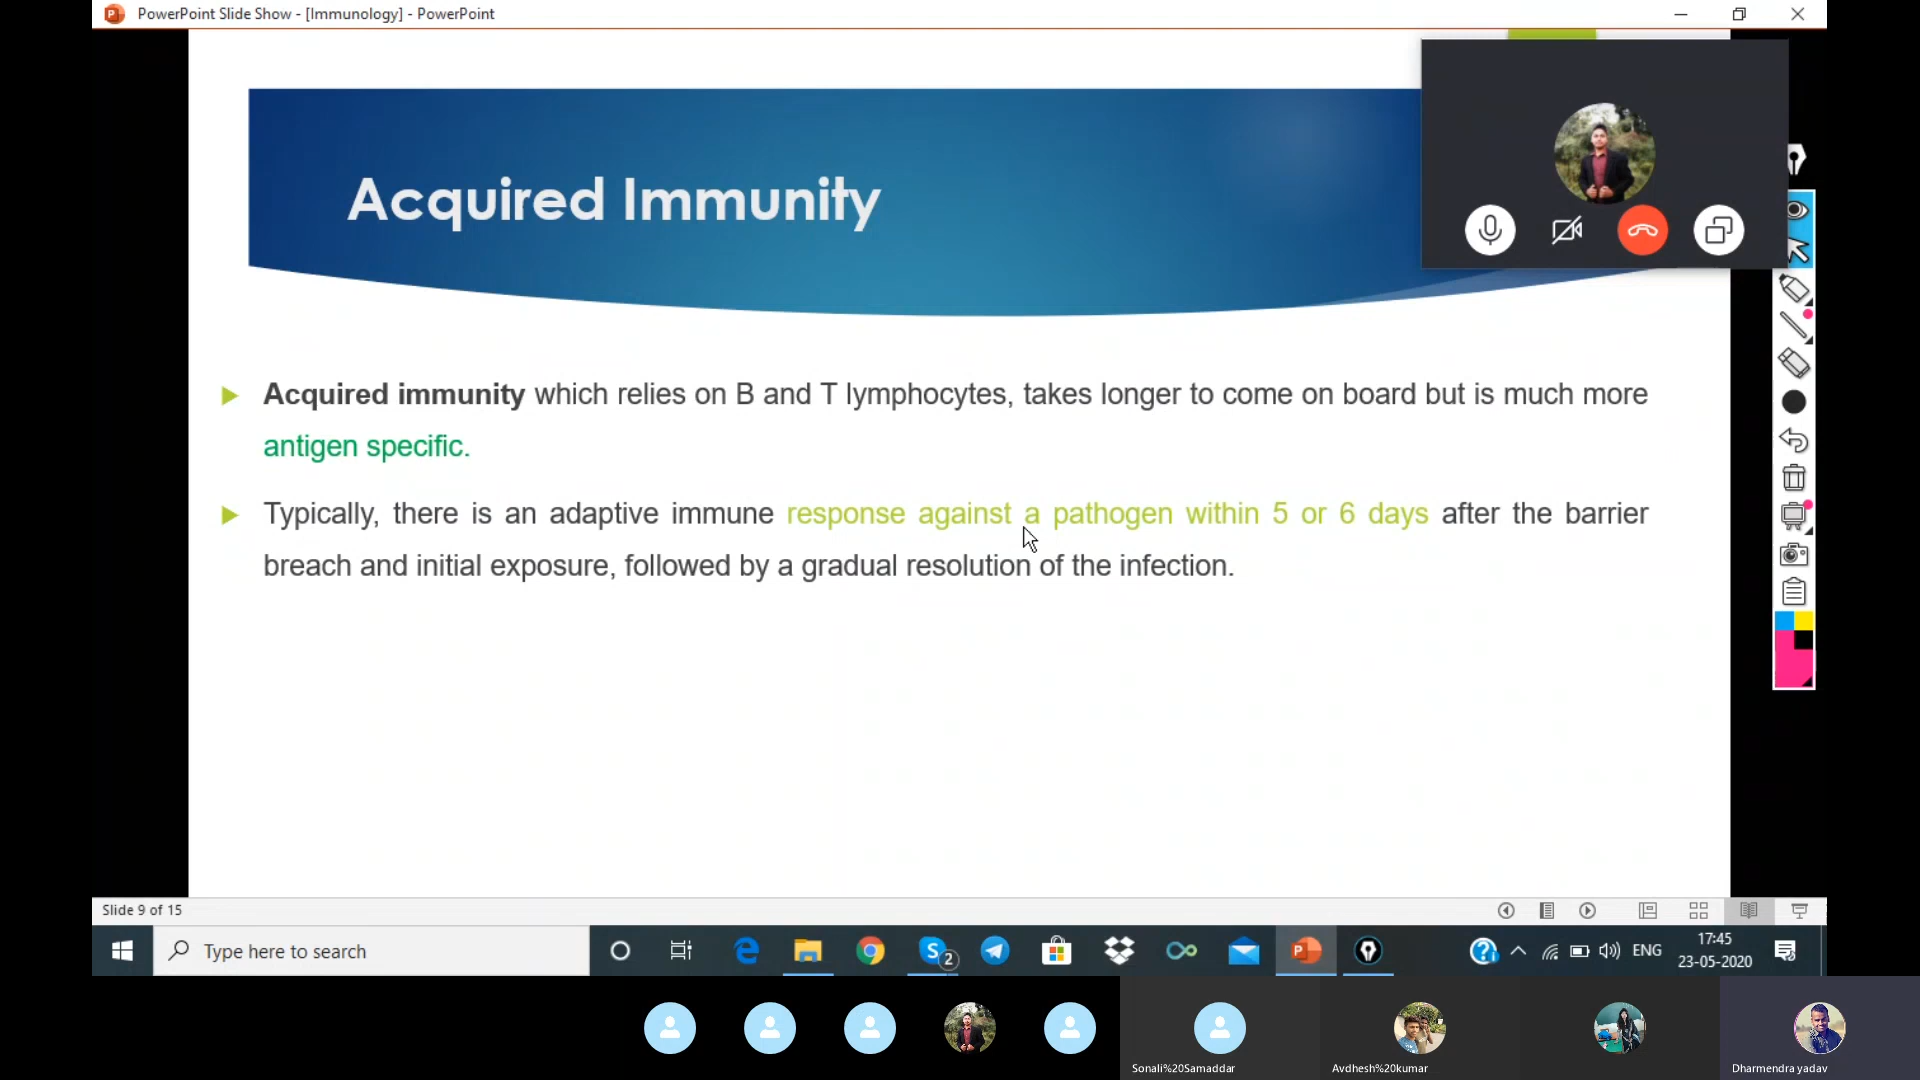 PowerPoint Slide Show - [Immunology] - PowerPoint
Acquired Immunity
Acquired immunity which relies on B and T lymphocytes, takes longer to come on board but is much more
antigen specific.
Typically, there is an adaptive immune response against a pathogen within 5 or 6 days after the barrier
breach and initial exposure, followed by a gradual resolution of the infection.
Slide 9 of 15
Type here to search
2
ENG
17:45
23-05-2020
Sonali%20Samaddar
Avdhesh%20kumar
Dharmendra yadav